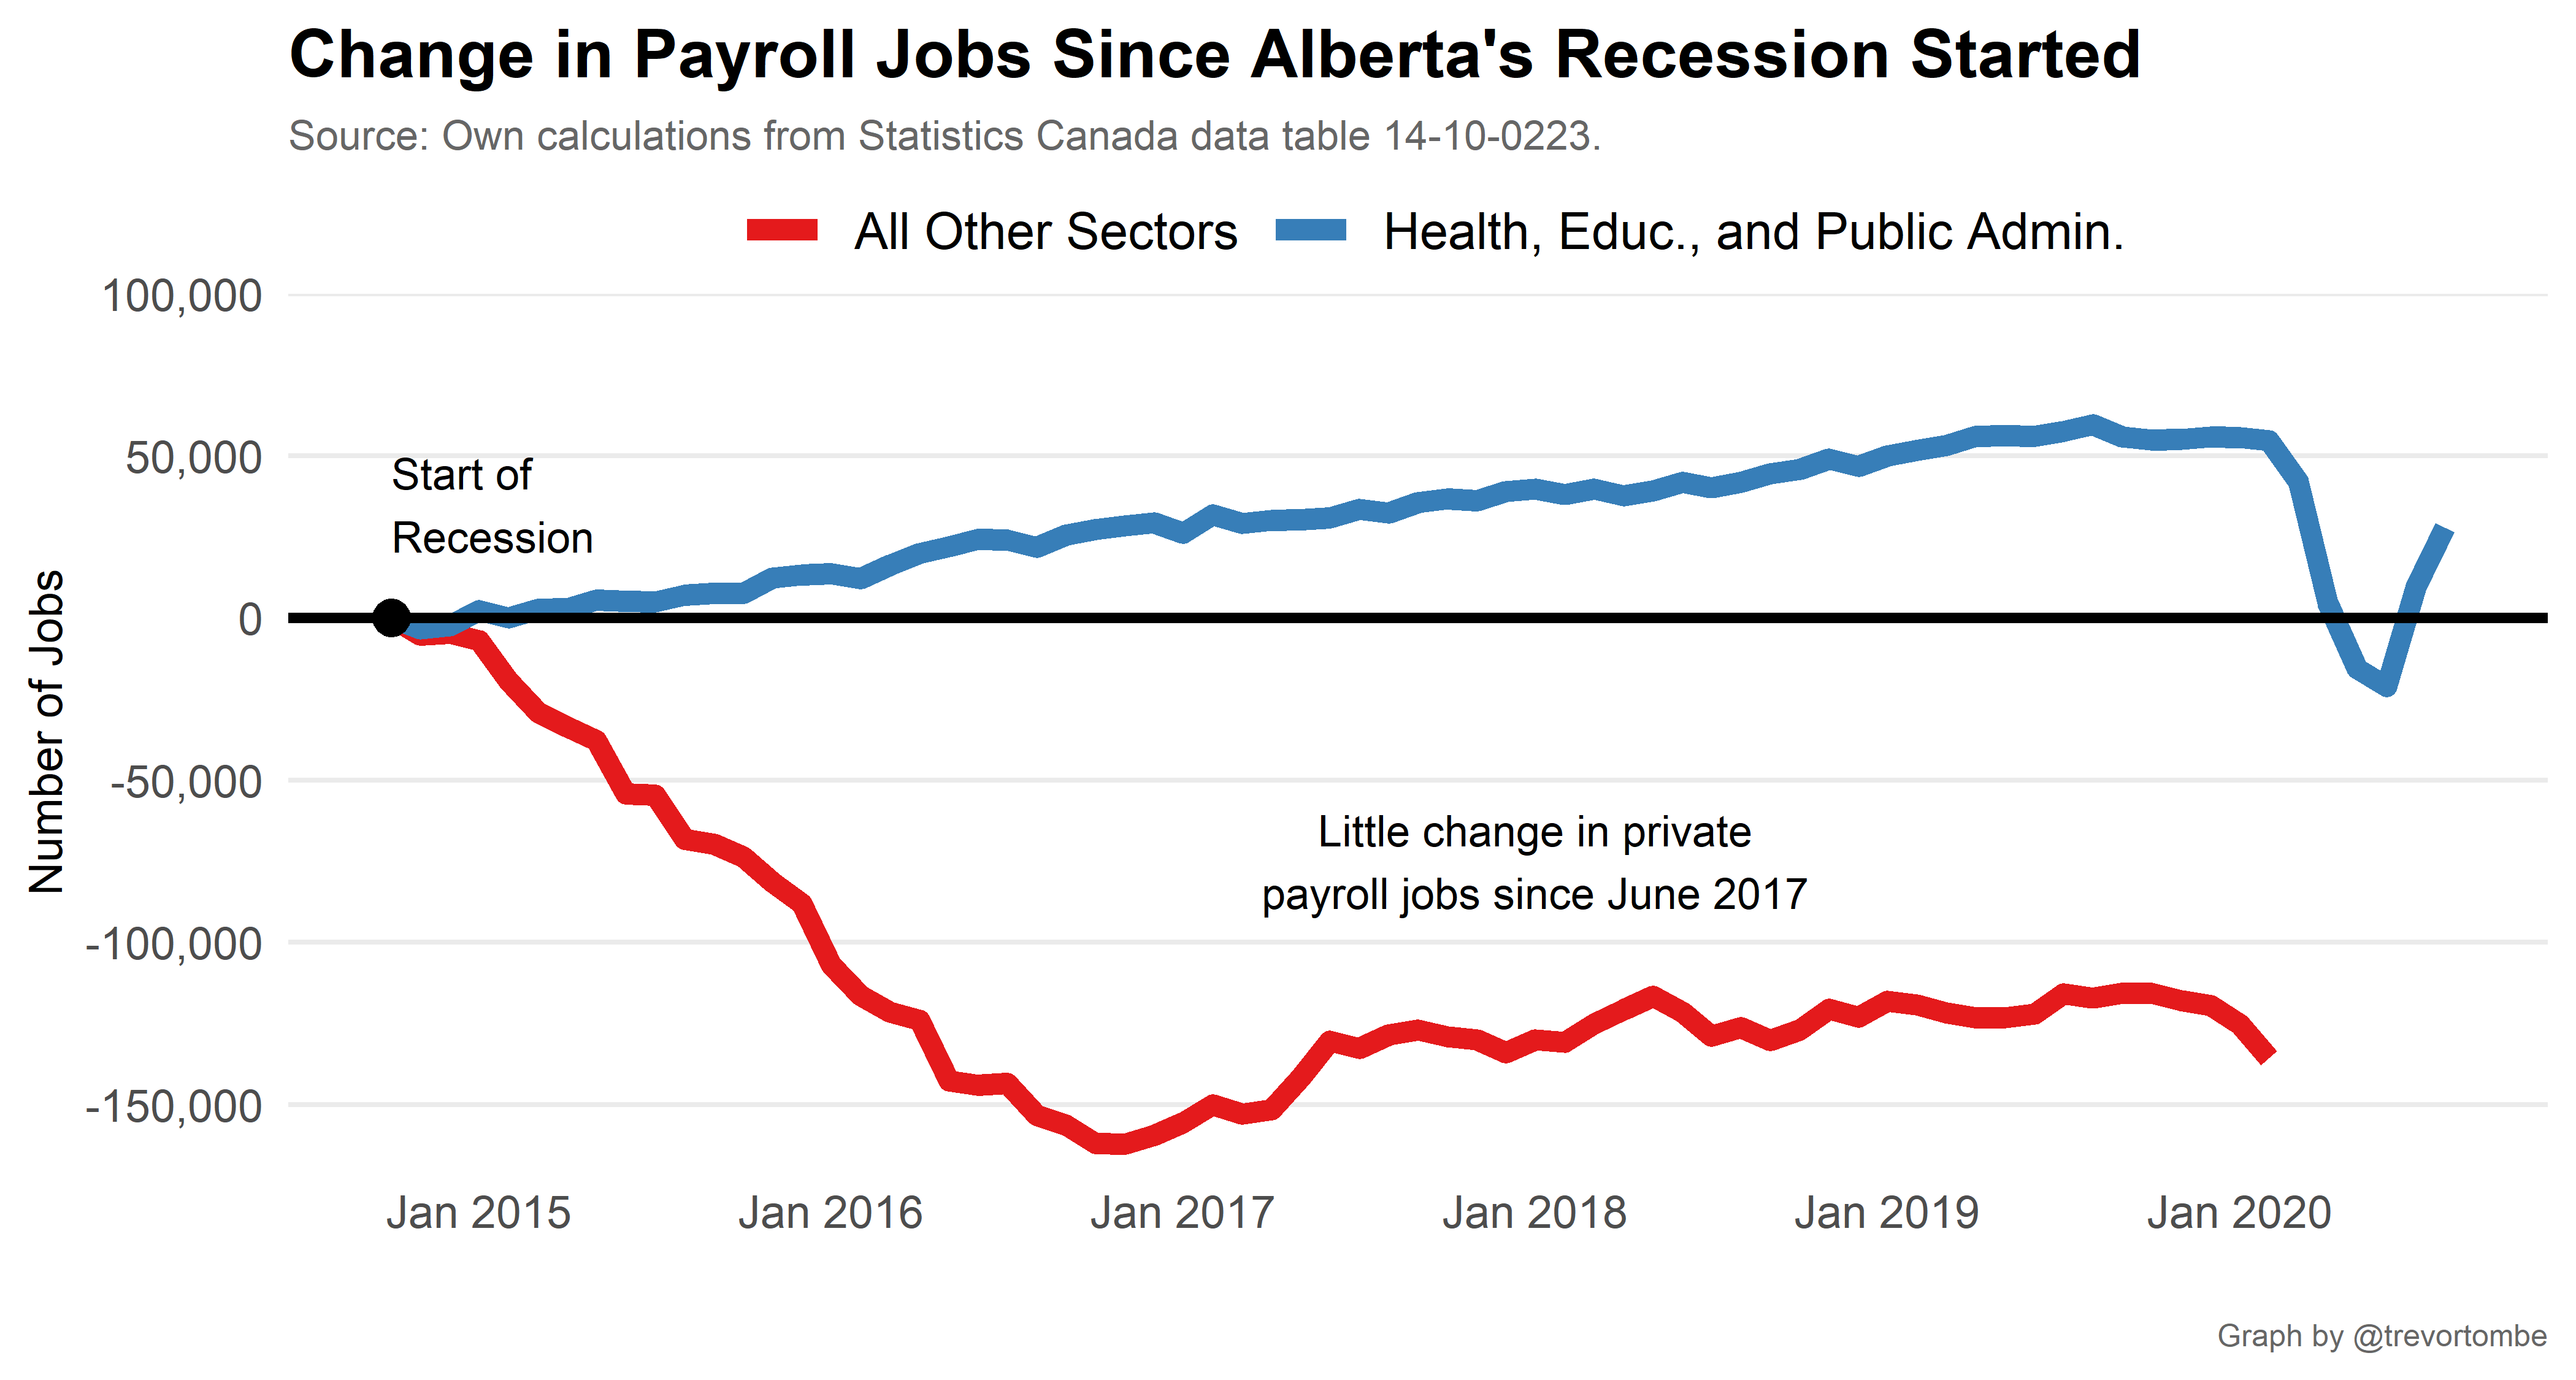 Change in Payroll Jobs Since Alberta's Recession Started
Source: Own calculations from Statistics Canada data table 14-10-0223.
All Other Sectors
Health, Educ., and Public Admin.
100,000
50,000
0
-50,000
-100,000
-150,000
Number of Jobs
Start of
Recession
Little change in private
payroll jobs since June 2017
Jan 2015
Jan 2016
Jan 2017
Jan 2018
Jan 2019
Jan 2020
Graph by @trevortombe